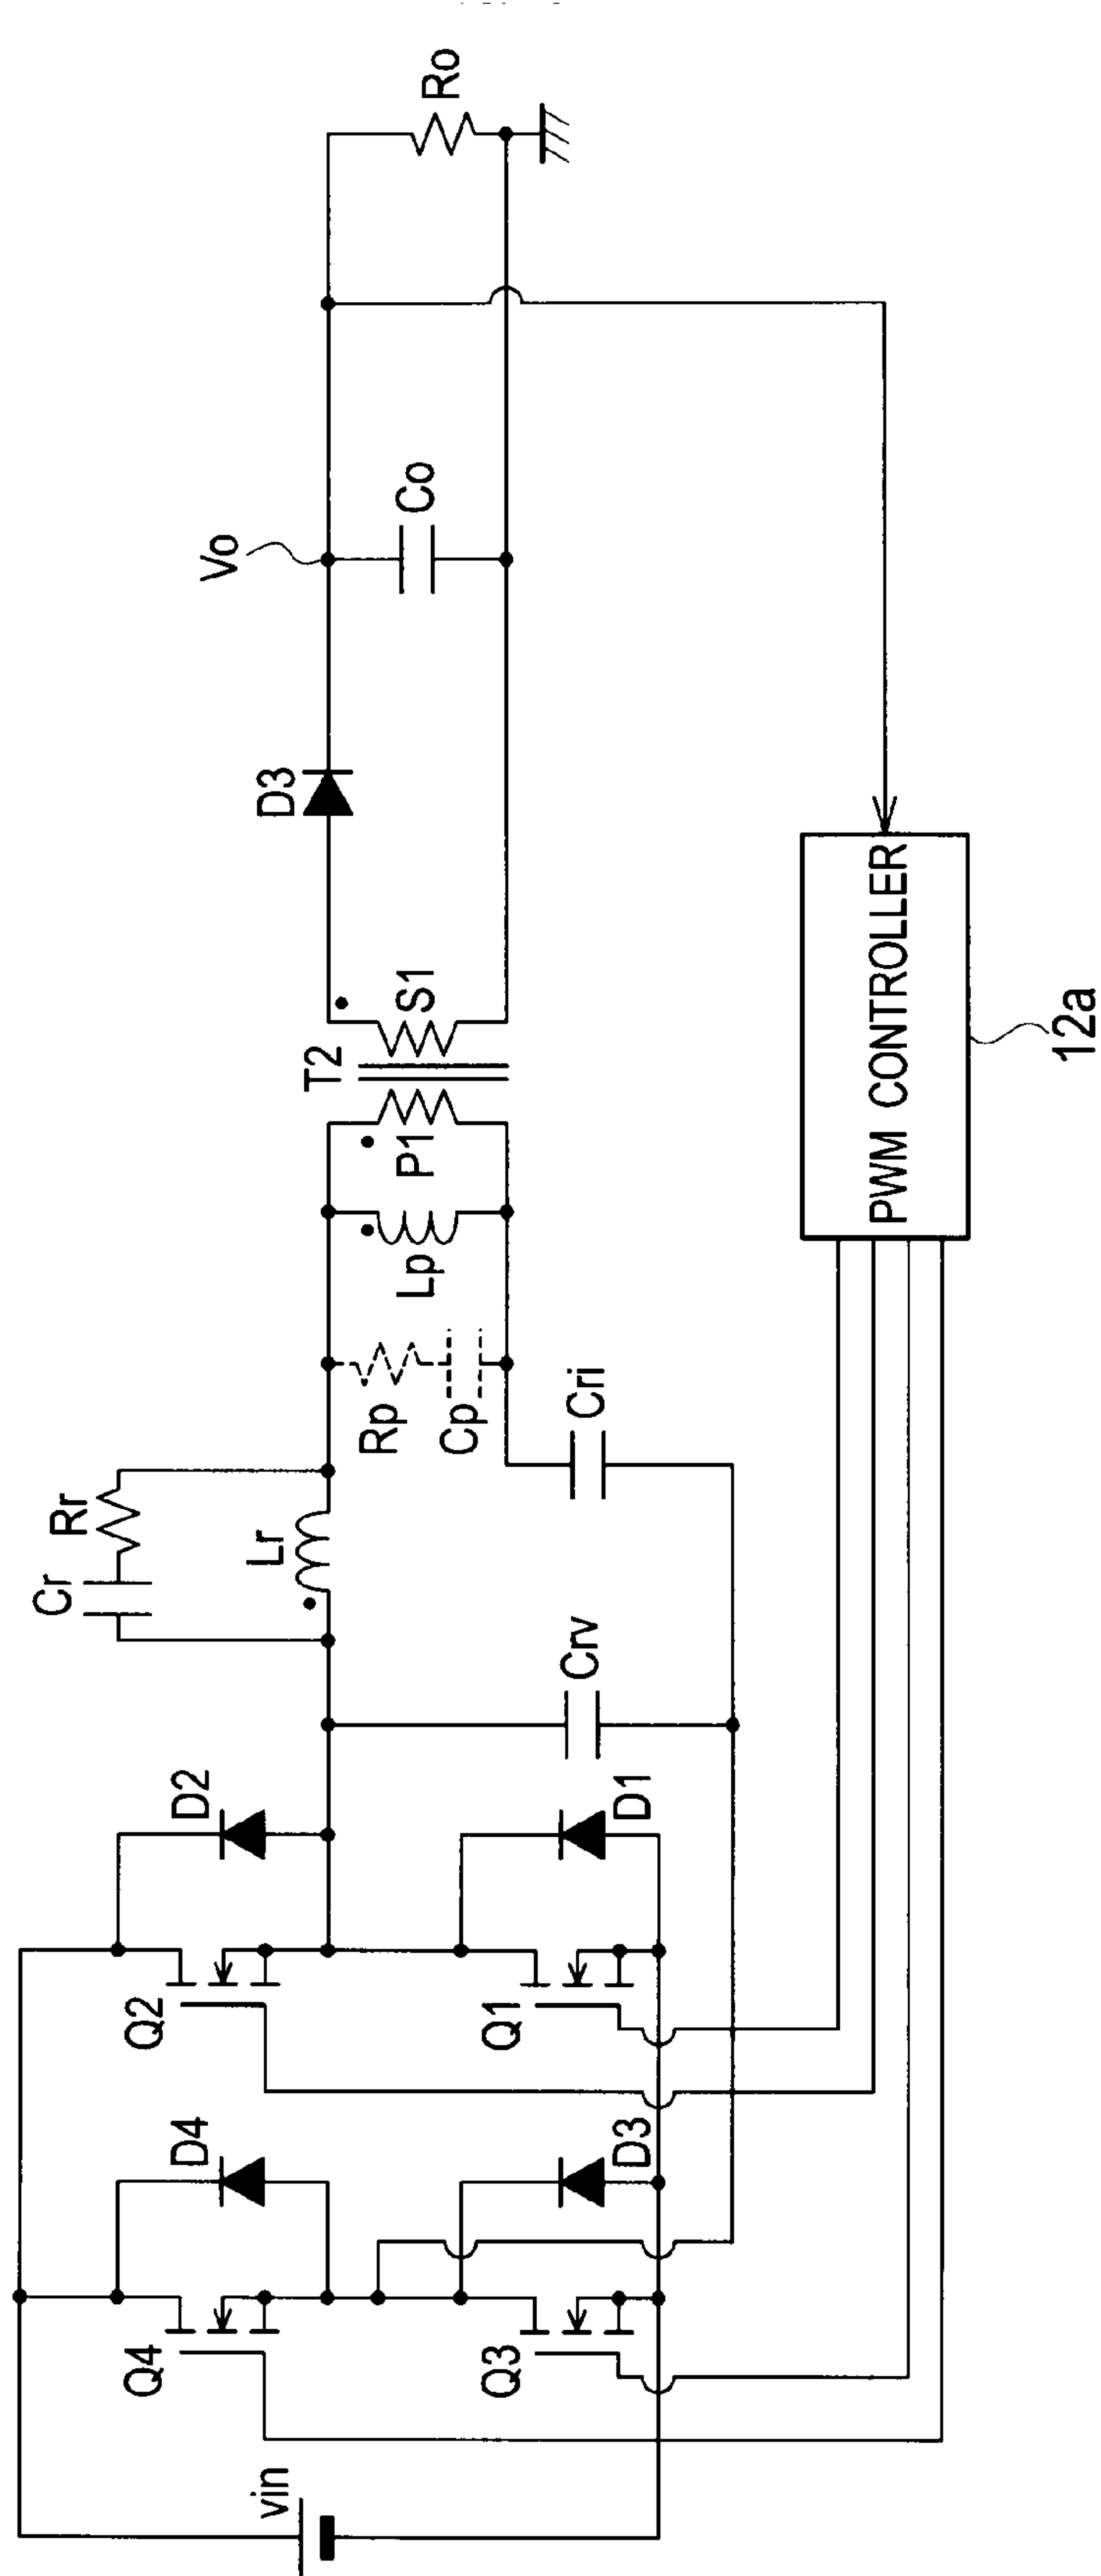 vin
Q4
D4
Q3
D3
Q2
D2
Q1
D1
Crv
Cr
Rr
Lr
Cri
Rp
Cp
Lp
P1
T2
S1
D3
Vo
Co
Ro
PWM CONTROLLER
12a